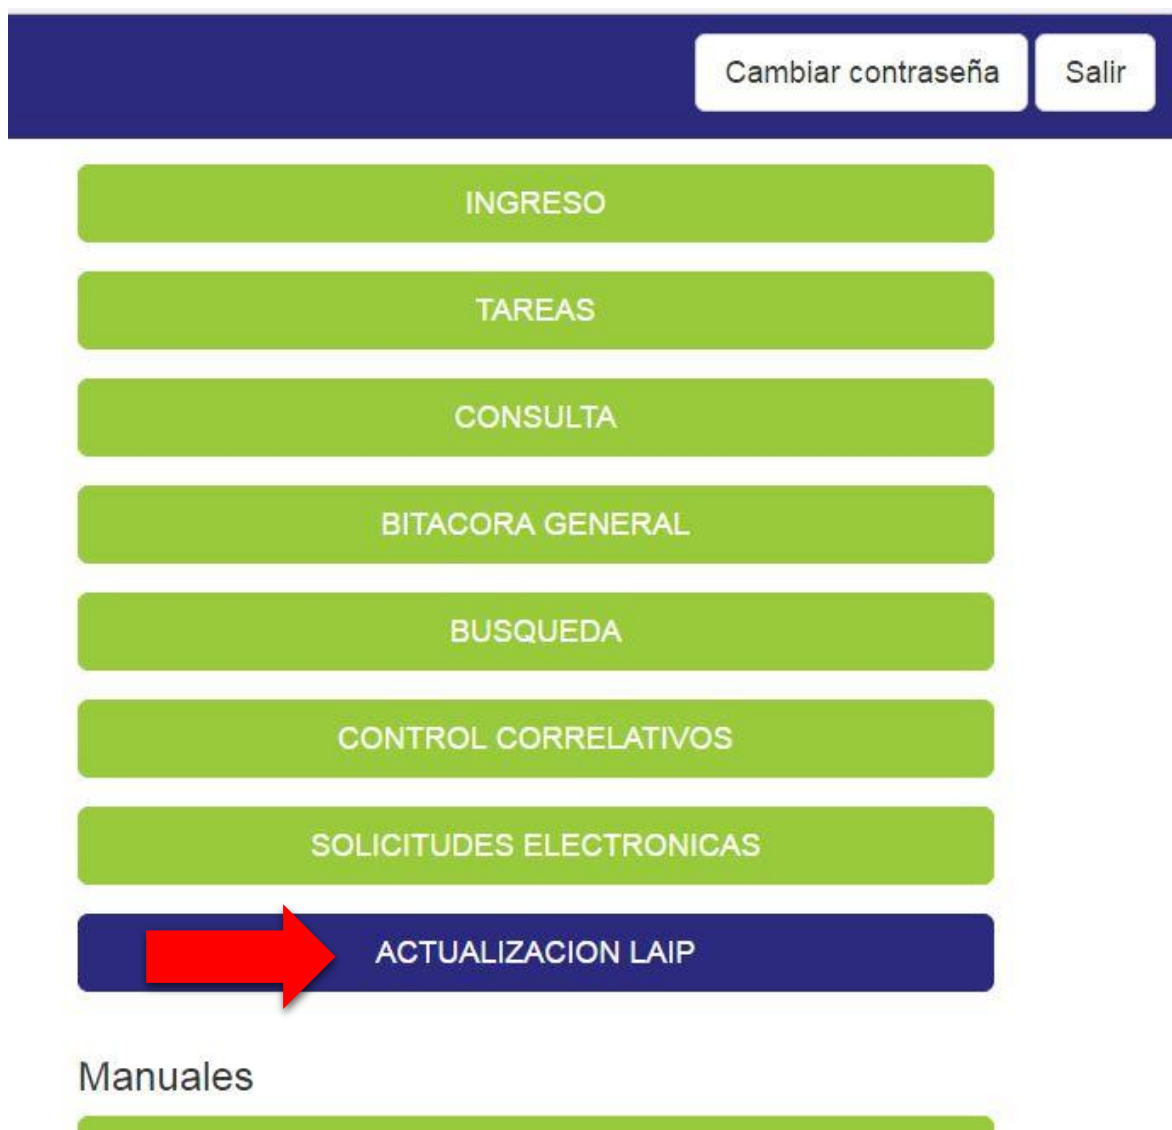 Cambiar contraseña Salir
INGRESO
TAREAS
CONSULTA
BITACORA GENERAL
BUSQUEDA
CONTROL CORRELATIVOS
SOLICITUDES ELECTRONICAS
ACTUALIZACION LAIP
Manuales